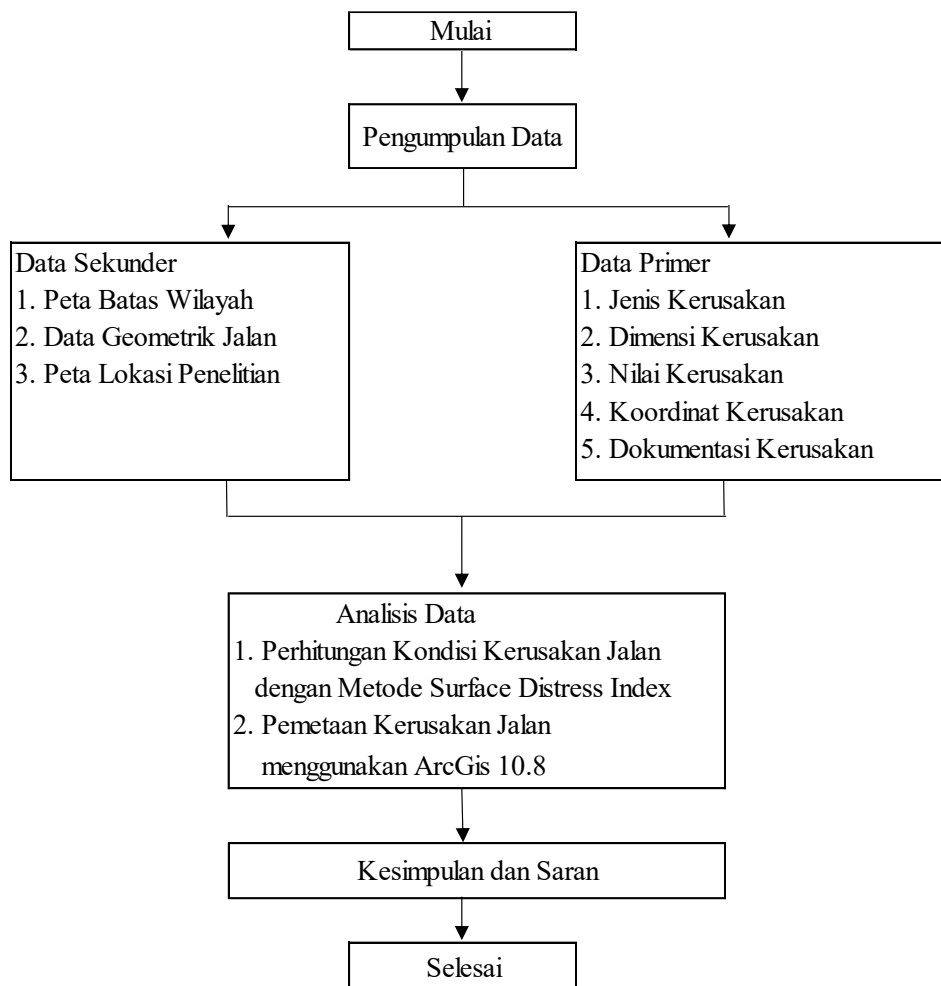 Mulai
Pengumpulan Data
Data Sekunder
1. Peta Batas Wilayah
2. Data Geometrik Jalan
3. Peta Lokasi Penelitian
Data Primer
1. Jenis Kerusakan
2. Dimensi Kerusakan
3. Nilai Kerusakan
4. Koordinat Kerusakan
5. Dokumentasi Kerusakan
Analisis Data
1. Perhitungan Kondisi Kerusakan Jalan
dengan Metode Surface Distress Index
2. Pemetaan Kerusakan Jalan
menggunakan ArcGis 10.8
Kesimpulan dan Saran
Selesai